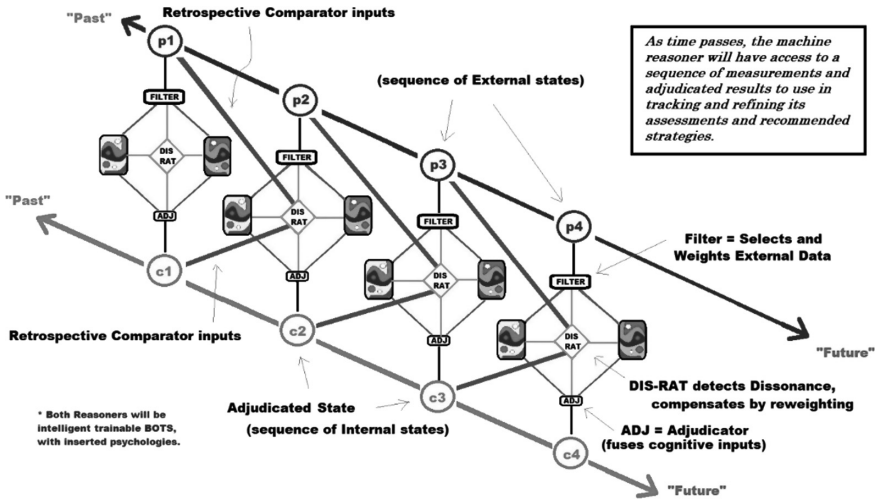 "Past"
Retrospective Comparator inputs
p1
p2
(sequence of External states)
As time passes, the machine
reasoner will have access to a
sequence of measurements and
adjudicated results to use in
tracking and refining its
assessments and recommended
strategies.
FILTER
DIS
RAT
ADJ
FILTER
DIS
RAT
ADJ
p3
FILTER
DIS
RAT
ADJ
p4
FILTER
DIS
RAT
ADJ
"Past"
c1
c2
c3
c4
Filter = Selects and
Weights External Data
Retrospective Comparator inputs
"Future"
DIS-RAT detects Dissonance,
compensates by reweighting
Adjudicated State
(sequence of Internal states)
ADJ = Adjudicator
(fuses cognitive inputs)
* Both Reasoners will be
intelligent trainable BOTS,
with inserted psychologies.
"Future"